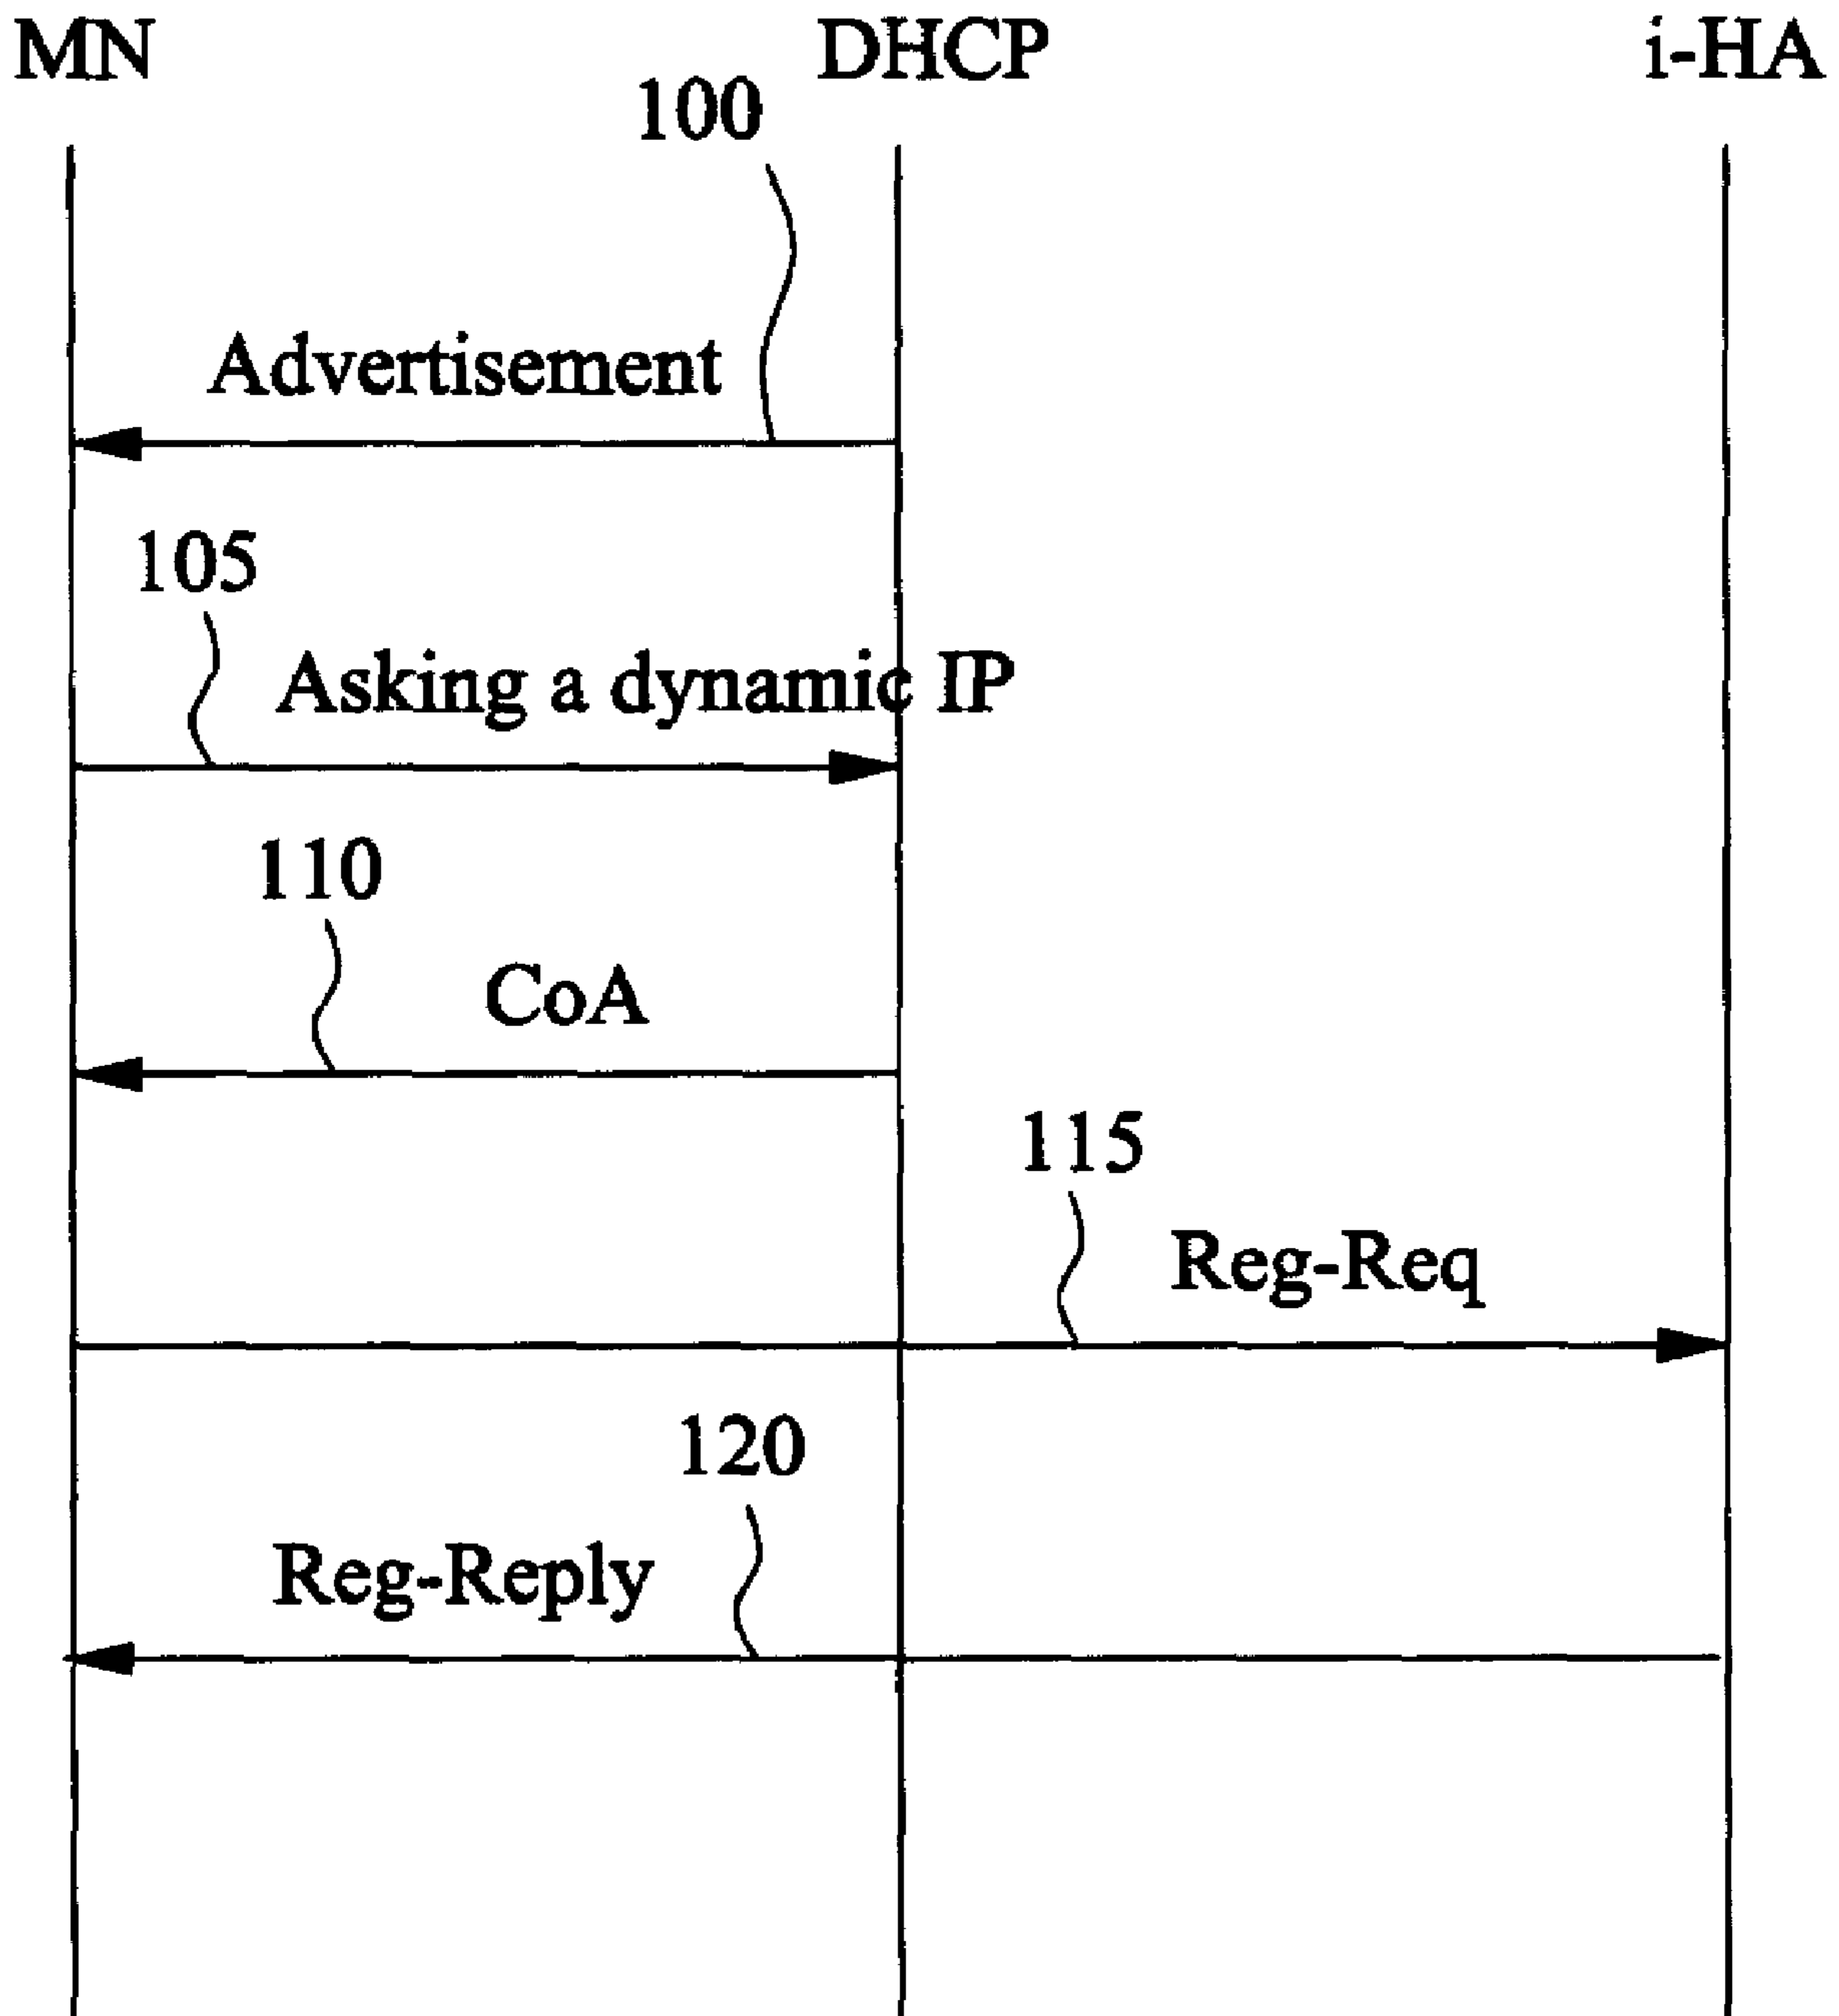 MN DHCP i-HA
100
Advertisement
105
Asking a dynamic IP
110
CoA
115
Reg-Req
120
Reg-Reply